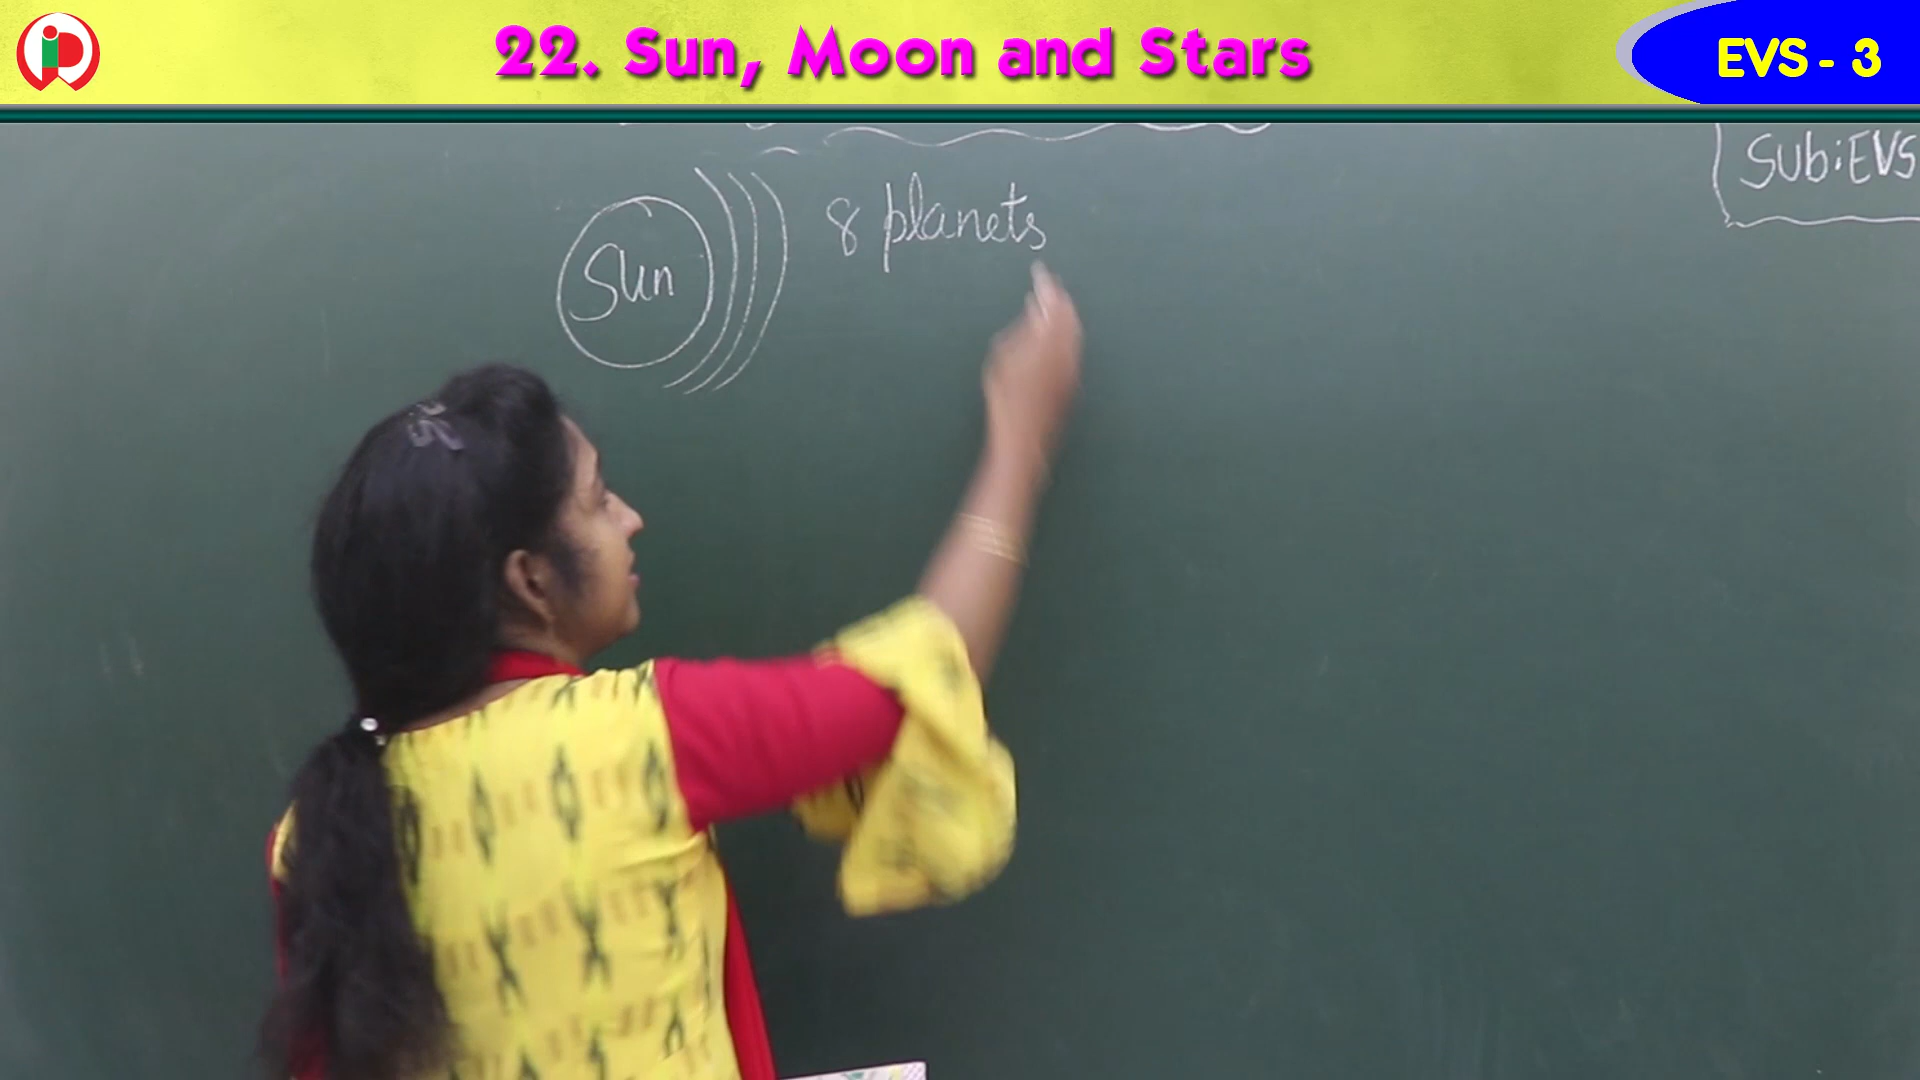 22. Sun, Moon and Stars
EVS - 3
Sub:EVS
Sun
8 planets